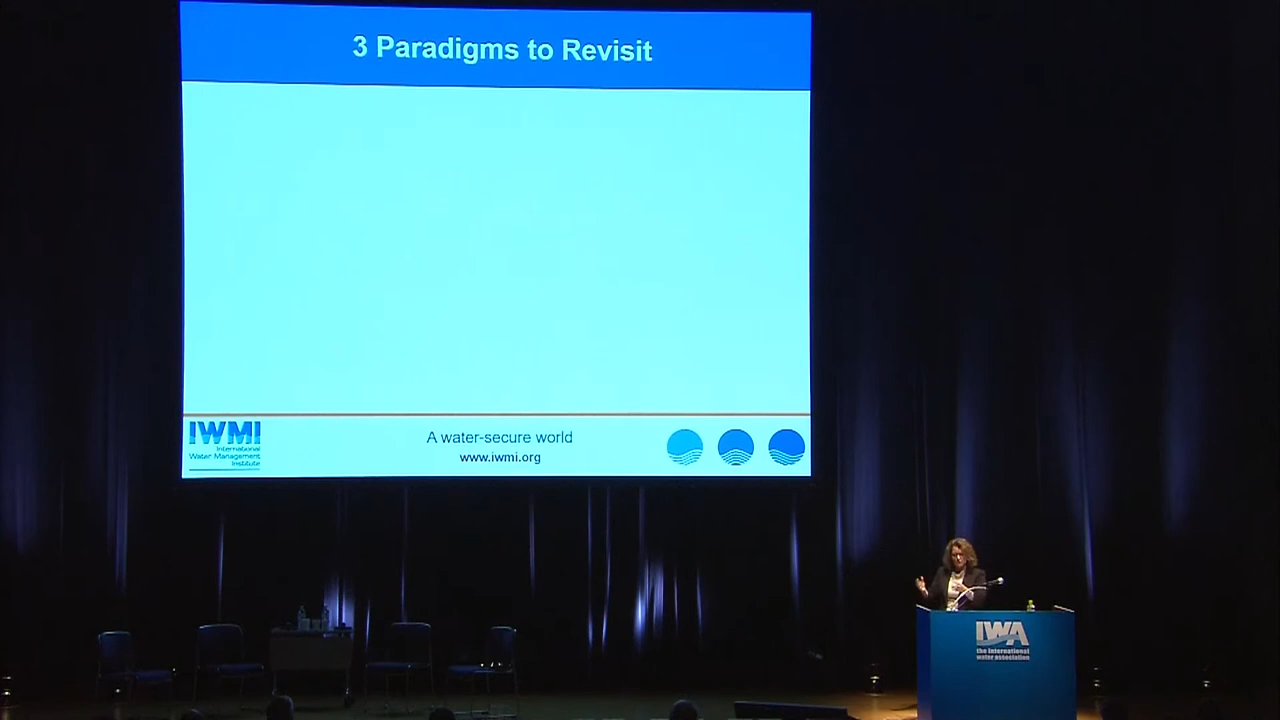 3 Paradigms to Revisit
IWMI
International
Water Management
Institute
A water-secure world
www.iwmi.org
IWA
the international
water association